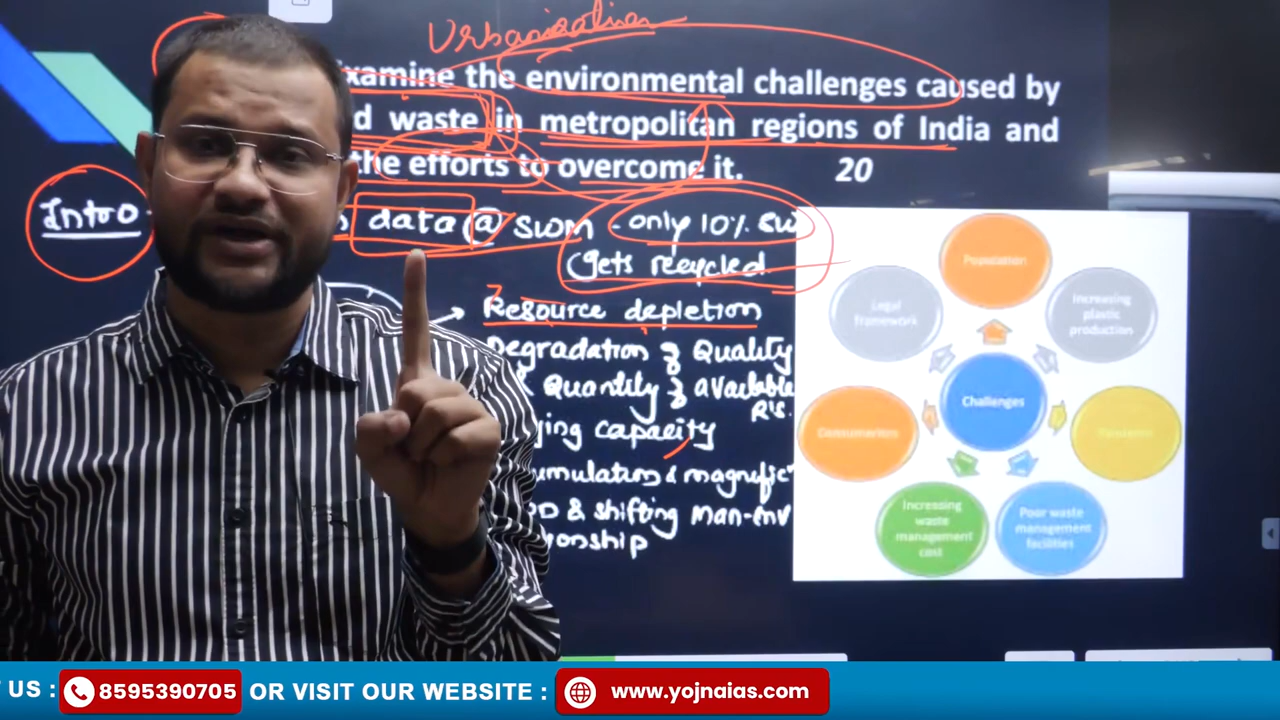 Urbanisation
Examine the environmental challenges caused by
d waste in metropolitan regions of India and
the efforts to overcome it. 20
Intro
data @ SWM - only 10% SW
Gets recycled.
Resource depletion
Degradation of Quality
& Quantity of available
R's.
ying capacity
umulation & magnific
& shifting Man-Env
ionship
Population
Legal
framework
Increasing
plastic
production
Challenges
Consumerism
Increasing
waste
management
cost
Poor waste
management
facilities
T US : 8595390705 OR VISIT OUR WEBSITE : www.yojnaias.com